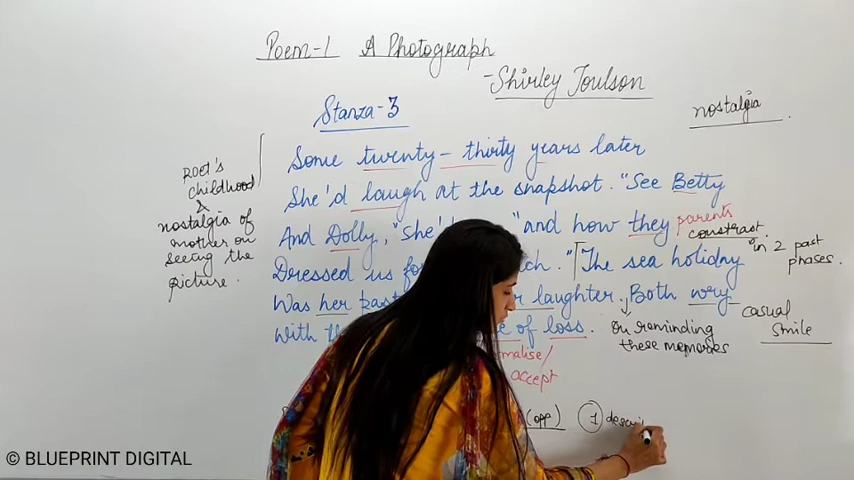 Poem-1 A Photograph
-Shirley Toulson
Stanza-3
nostalgia
Some twenty- thirty years later
She'd laugh at the snapshot. "See Betty
And Dolly," she' "and how they parents
constrast in 2 past
phases.
Dressed us ch." [The sea holiday
Was her past laughter. Both wry
With of loss.
poet's
childhood
&
nostalgia of
mother on
seeing the
picture.
on reminding
these memories
casual
smile
malise/
accept
(opp) 1
© BLUEPRINT DIGITAL